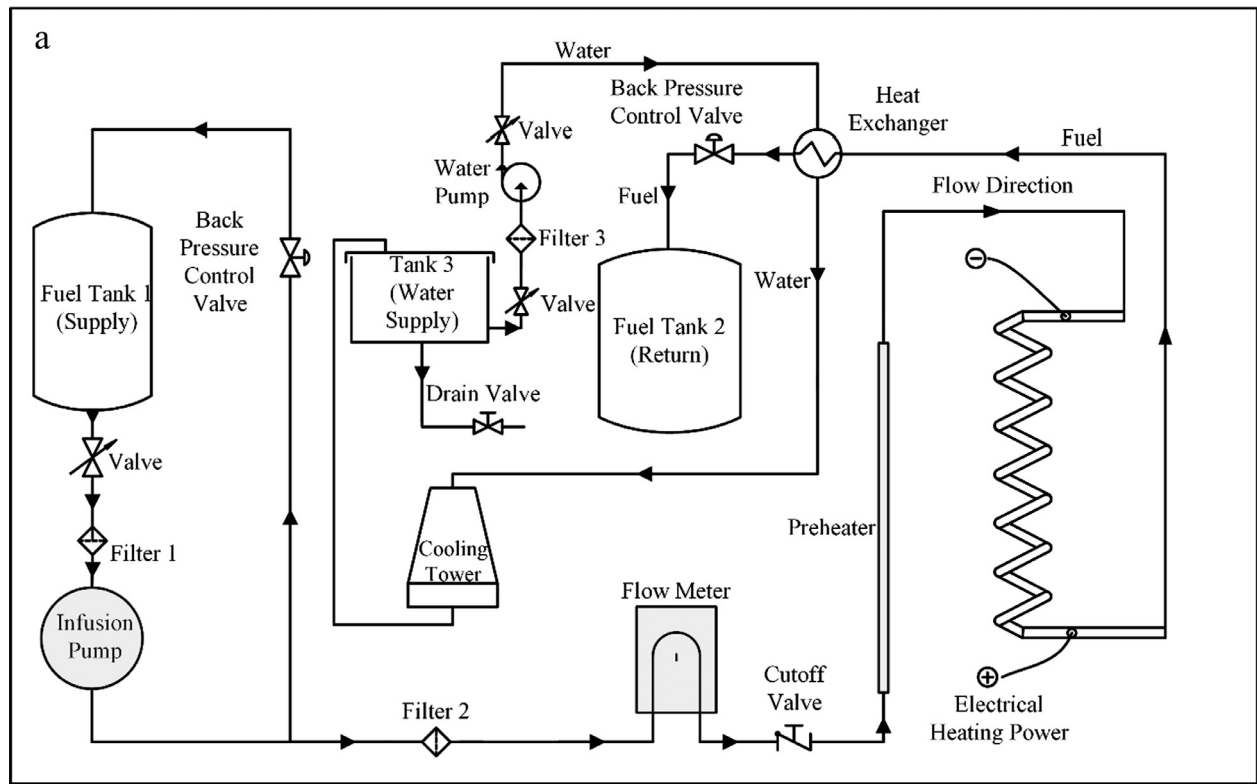 a
Water
Back Pressure
Control Valve
Heat
Exchanger
Valve
Fuel
Water
Pump
Flow Direction
Back
Pressure
Control
Valve
Fuel
Filter 3
Fuel Tank 1
(Supply)
Tank 3
(Water
Supply)
Water
Valve
Fuel Tank 2
(Return)
Drain Valve
Valve
Preheater
Filter 1
Cooling
Tower
Flow Meter
Infusion
Pump
Cutoff
Valve
Filter 2
Electrical
Heating Power